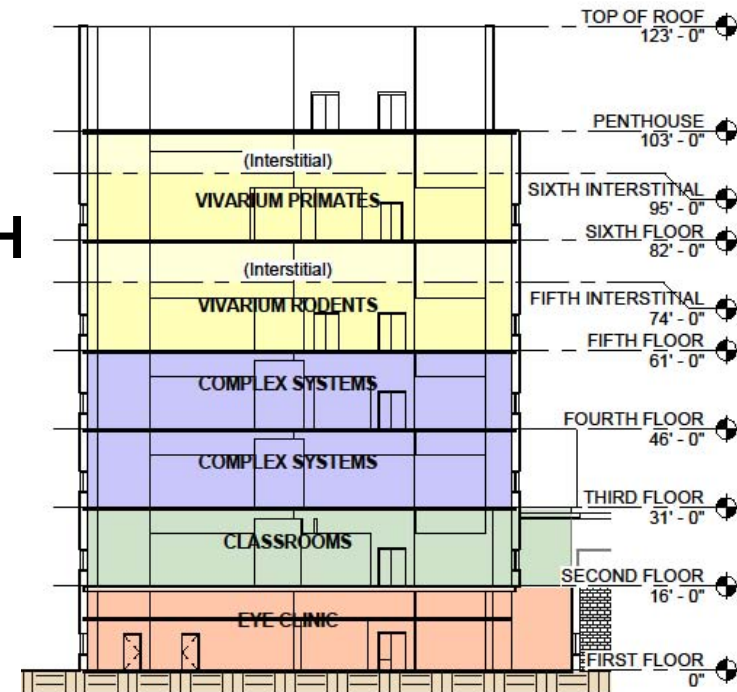 TOP OF ROOF
123' - 0"
PENTHOUSE
103' - 0"
(Interstitial)
SIXTH INTERSTITIAL
95' - 0"
VIVARIUM PRIMATES
SIXTH FLOOR
82' - 0"
(Interstitial)
FIFTH INTERSTITIAL
74' - 0"
VIVARIUM RODENTS
FIFTH FLOOR
61' - 0"
COMPLEX SYSTEMS
FOURTH FLOOR
46' - 0"
COMPLEX SYSTEMS
THIRD FLOOR
31' - 0"
CLASSROOMS
SECOND FLOOR
16' - 0"
EYE CLINIC
FIRST FLOOR
0"